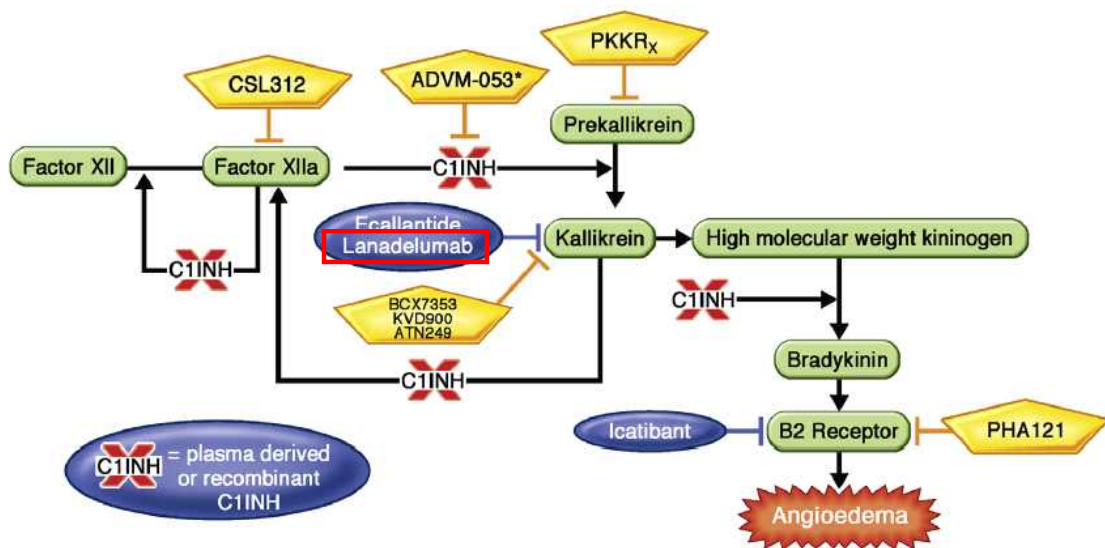 PKKRx
CSL312
ADVM-053*
Prekallikrein
Factor XII
Factor XIIa
C1INH
Ecallantide
Lanadelumab
Kallikrein
High molecular weight kininogen
C1INH
BCX7353
KVD900
ATN249
C1INH
C1INH
Bradykinin
Icatibant
B2 Receptor
PHA121
C1INH = plasma derived
or recombinant
C1INH
Angioedema